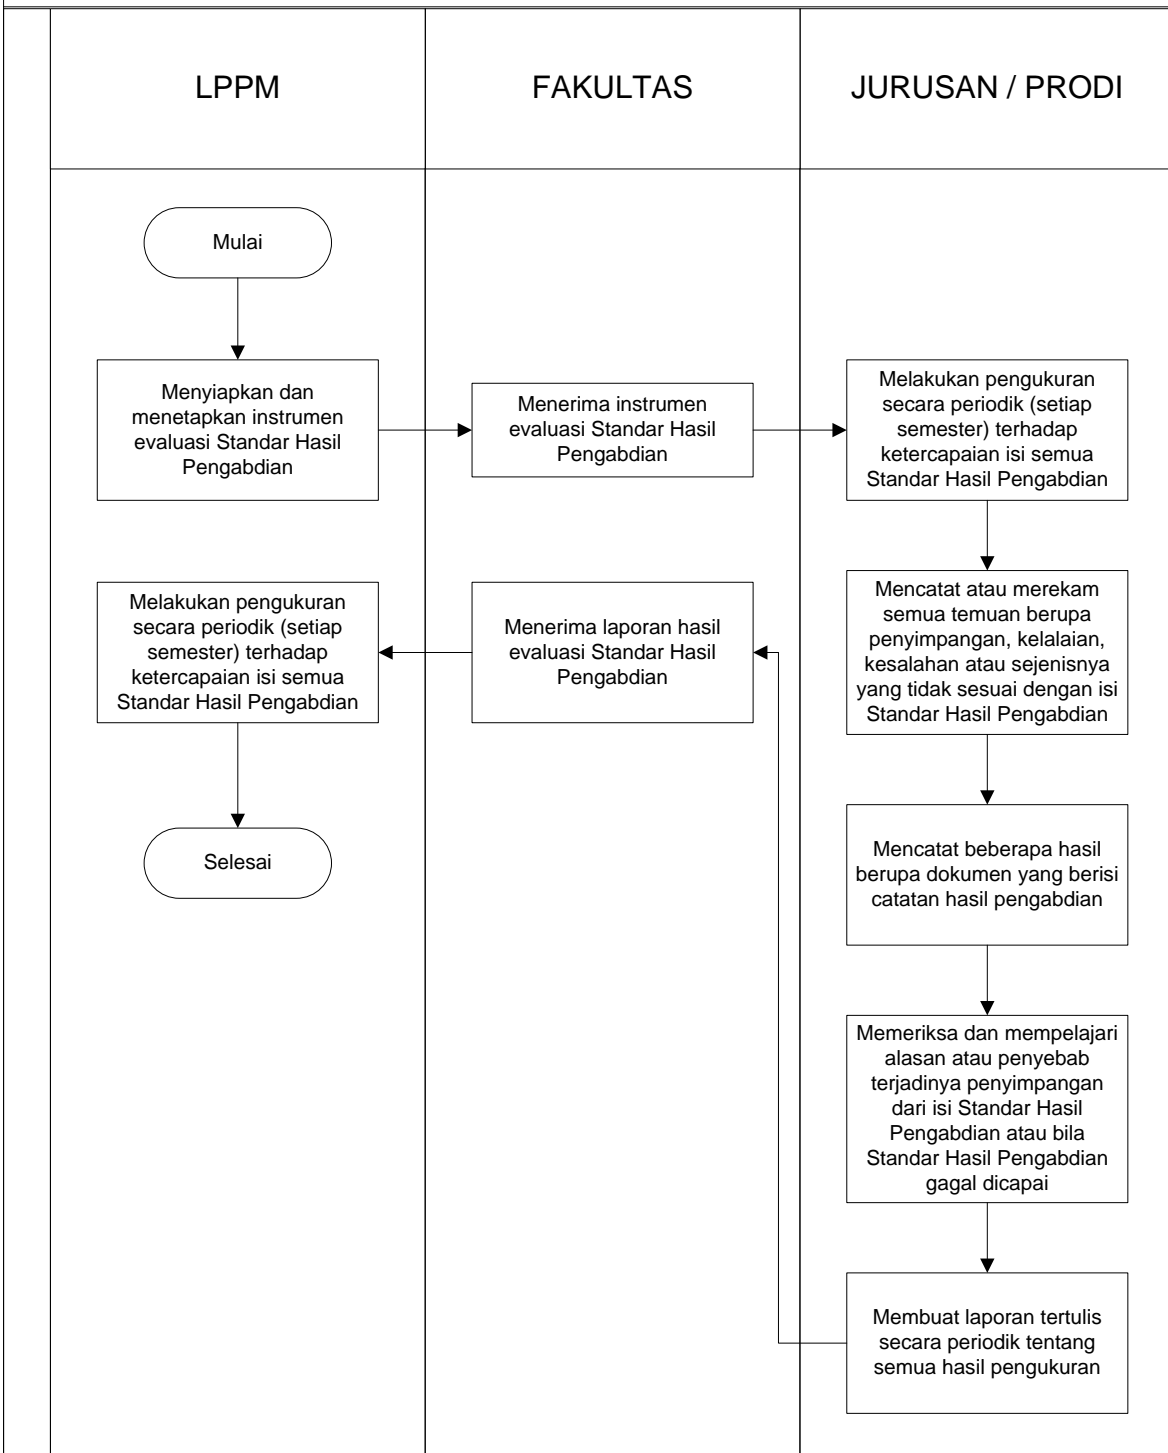 LPPM
FAKULTAS
JURUSAN / PRODI
Mulai
Menyiapkan dan
menetapkan instrumen
evaluasi Standar Hasil
Pengabdian
Menerima instrumen
evaluasi Standar Hasil
Pengabdian
Melakukan pengukuran
secara periodik (setiap
semester) terhadap
ketercapaian isi semua
Standar Hasil Pengabdian
Mencatat atau merekam
semua temuan berupa
penyimpangan, kelalaian,
kesalahan atau sejenisnya
yang tidak sesuai dengan isi
Standar Hasil Pengabdian
Mencatat beberapa hasil
berupa dokumen yang berisi
catatan hasil pengabdian
Memeriksa dan mempelajari
alasan atau penyebab
terjadinya penyimpangan
dari isi Standar Hasil
Pengabdian atau bila
Standar Hasil Pengabdian
gagal dicapai
Membuat laporan tertulis
secara periodik tentang
semua hasil pengukuran
Menerima laporan hasil
evaluasi Standar Hasil
Pengabdian
Melakukan pengukuran
secara periodik (setiap
semester) terhadap
ketercapaian isi semua
Standar Hasil Pengabdian
Selesai